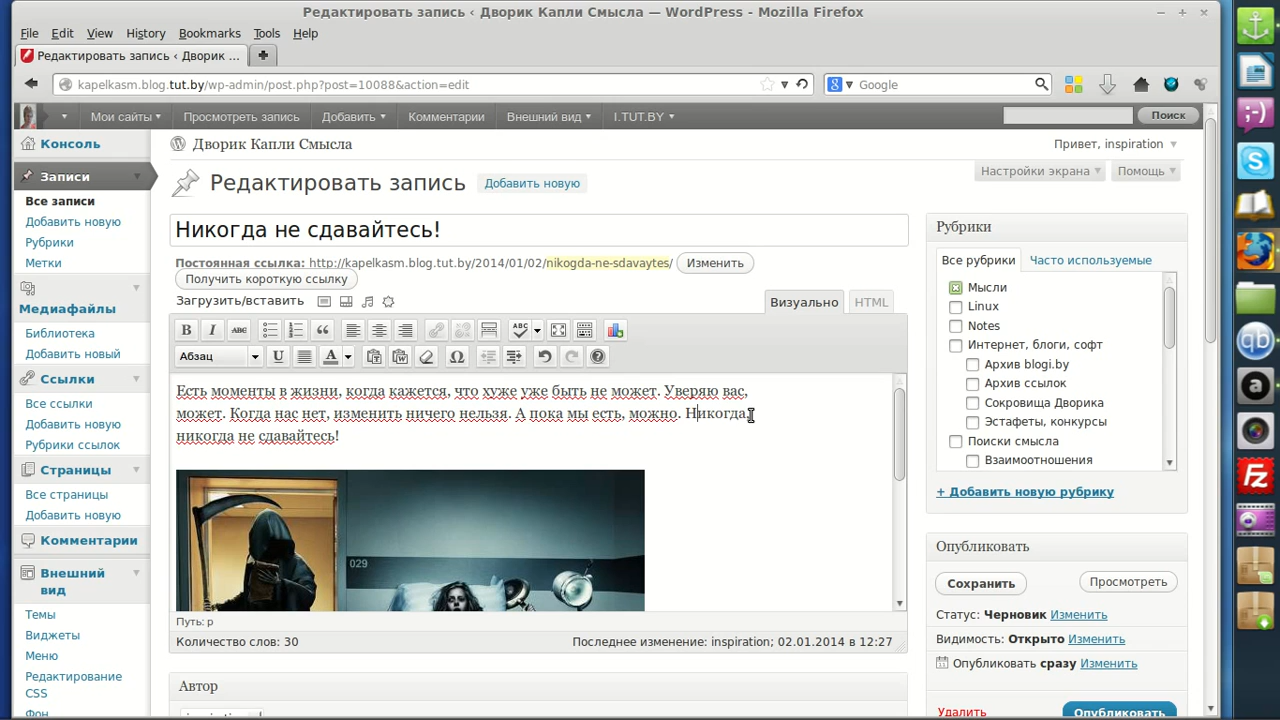 Редактировать запись ‹ Дворик Капли Смысла — WordPress - Mozilla Firefox
File Edit View History Bookmarks Tools Help
Редактировать запись ‹ Дворик ...
kapelkasm.blog.tut.by/wp-admin/post.php?post=10088&action=edit
Google
Мои сайты Просмотреть запись Добавить Комментарии Внешний вид I.TUT.BY Поиск
Консоль
Дворик Капли Смысла
Привет, inspiration
Записи
Редактировать запись Добавить новую
Настройки экрана Помощь
Все записи
Добавить новую
Рубрики
Метки
Медиафайлы
Библиотека
Добавить новый
Ссылки
Все ссылки
Добавить новую
Рубрики ссылок
Страницы
Все страницы
Добавить новую
Комментарии
Внешний
вид
Темы
Виджеты
Меню
Редактирование
CSS
Фон
Никогда не сдавайтесь!
Постоянная ссылка: http://kapelkasm.blog.tut.by/2014/01/02/nikogda-ne-sdavaytes/ Изменить
Получить короткую ссылку
Загрузить/вставить
Визуально HTML
B I ABC
ABC
Абзац U A Ω
Есть моменты в жизни, когда кажется, что хуже уже быть не может. Уверяю вас,
может. Когда нас нет, изменить ничего нельзя. А пока мы есть, можно. Никогда,
никогда не сдавайтесь!
029
Путь: p
Количество слов: 30
Последнее изменение: inspiration; 02.01.2014 в 12:27
Автор
Рубрики
Все рубрики Часто используемые
Мысли
Linux
Notes
Интернет, блоги, софт
Архив blogi.by
Архив ссылок
Сокровища Дворика
Эстафеты, конкурсы
Поиски смысла
Взаимоотношения
+ Добавить новую рубрику
Опубликовать
Сохранить Просмотреть
Статус: Черновик Изменить
Видимость: Открыто Изменить
Опубликовать сразу Изменить
Удалить Опубликовать
;-)
S
qb
a
Fz